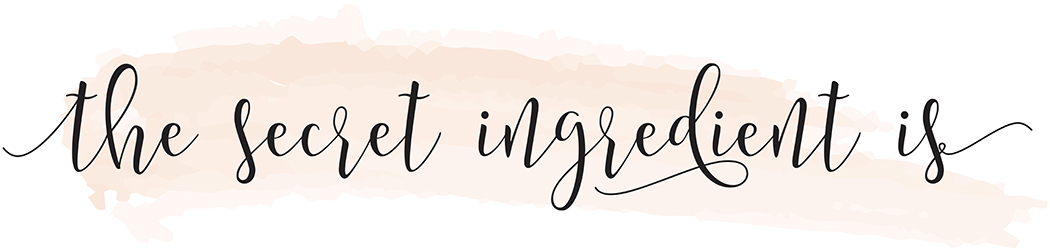 the secret ingredient is